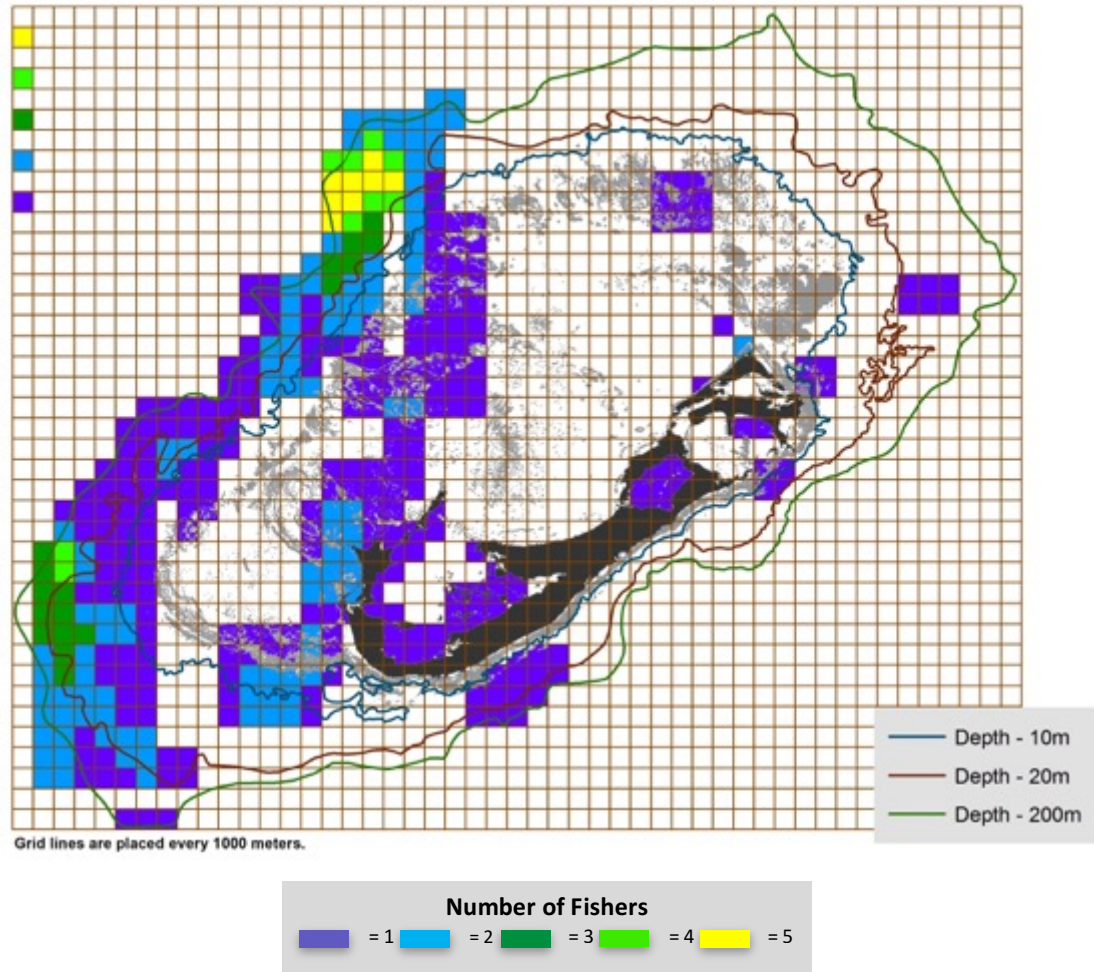 Depth - 10m
Depth - 20m
Depth - 200m
Grid lines are placed every 1000 meters.
Number of Fishers
= 1 = 2 = 3 = 4 = 5